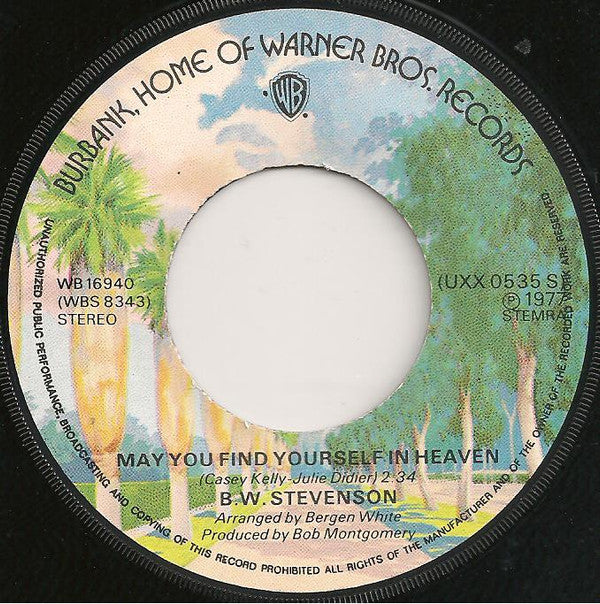 BURBANK, HOME OF WARNER BROS. RECORDS
WB
WB 16940
(WBS 8343)
STEREO
(UXX 0535 S)
℗ 1977
STEMRA
MAY YOU FIND YOURSELF IN HEAVEN
(Casey Kelly-Julie Didier) 2.34
B.W. STEVENSON
Arranged by Bergen White
Produced by Bob Montgomery
UNAUTHORIZED PUBLIC PERFORMANCE, BROADCASTING AND COPYING OF THIS RECORD PROHIBITED ALL RIGHTS OF THE MANUFACTURER AND OF THE OWNER OF THE RECORDED WORK ARE RESERVED.